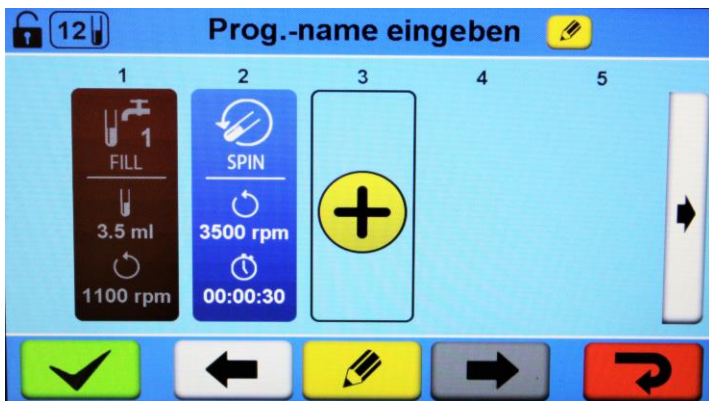 12 Prog.-name eingeben
1 2 3 4 5
1
FILL
3.5 ml
1100 rpm
SPIN
3500 rpm
00:00:30